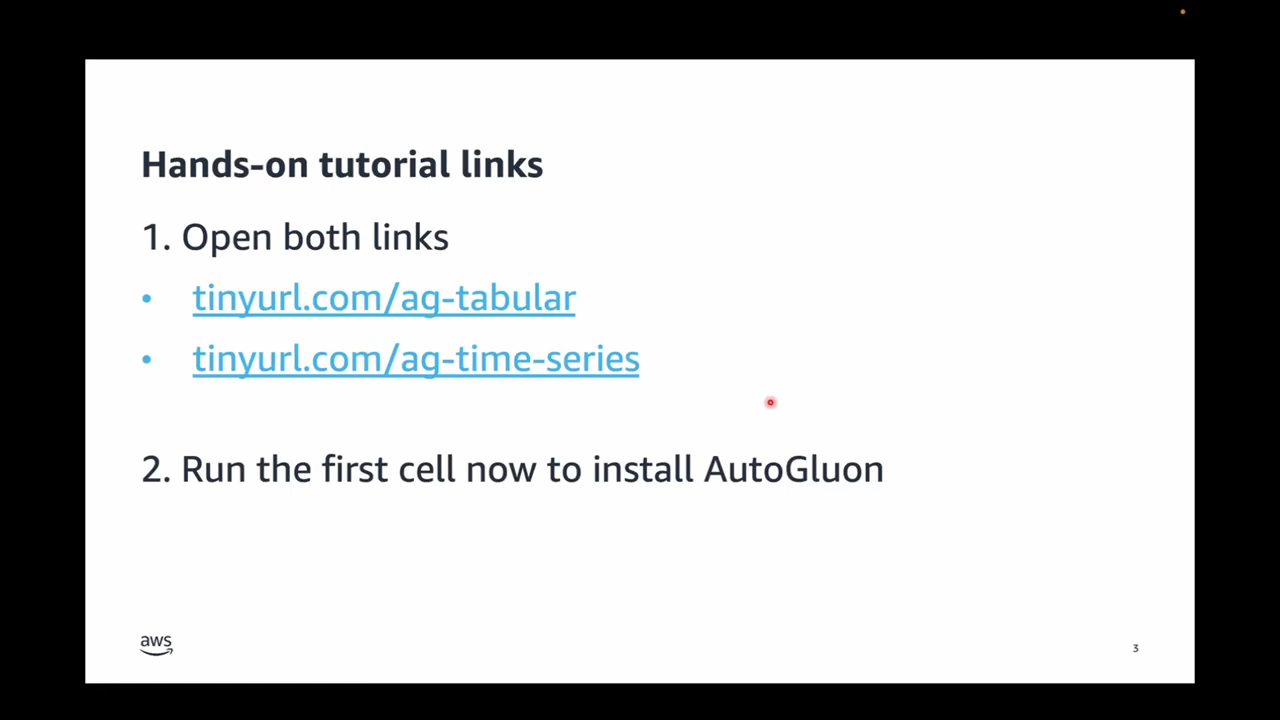 Hands-on tutorial links
1. Open both links
• tinyurl.com/ag-tabular
• tinyurl.com/ag-time-series
2. Run the first cell now to install AutoGluon
aws
3